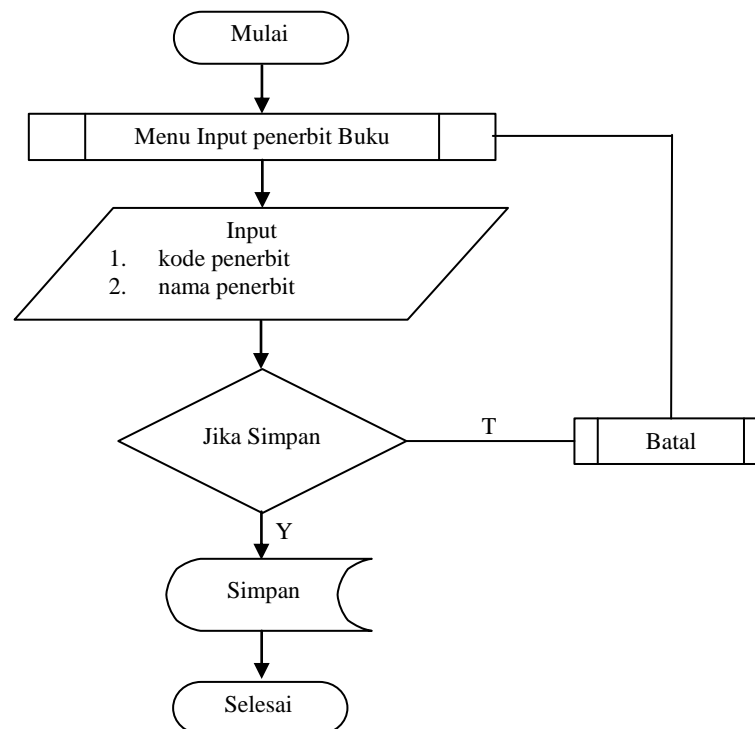 Mulai
Menu Input penerbit Buku
Input
1. kode penerbit
2. nama penerbit
Jika Simpan
T
Batal
Y
Simpan
Selesai